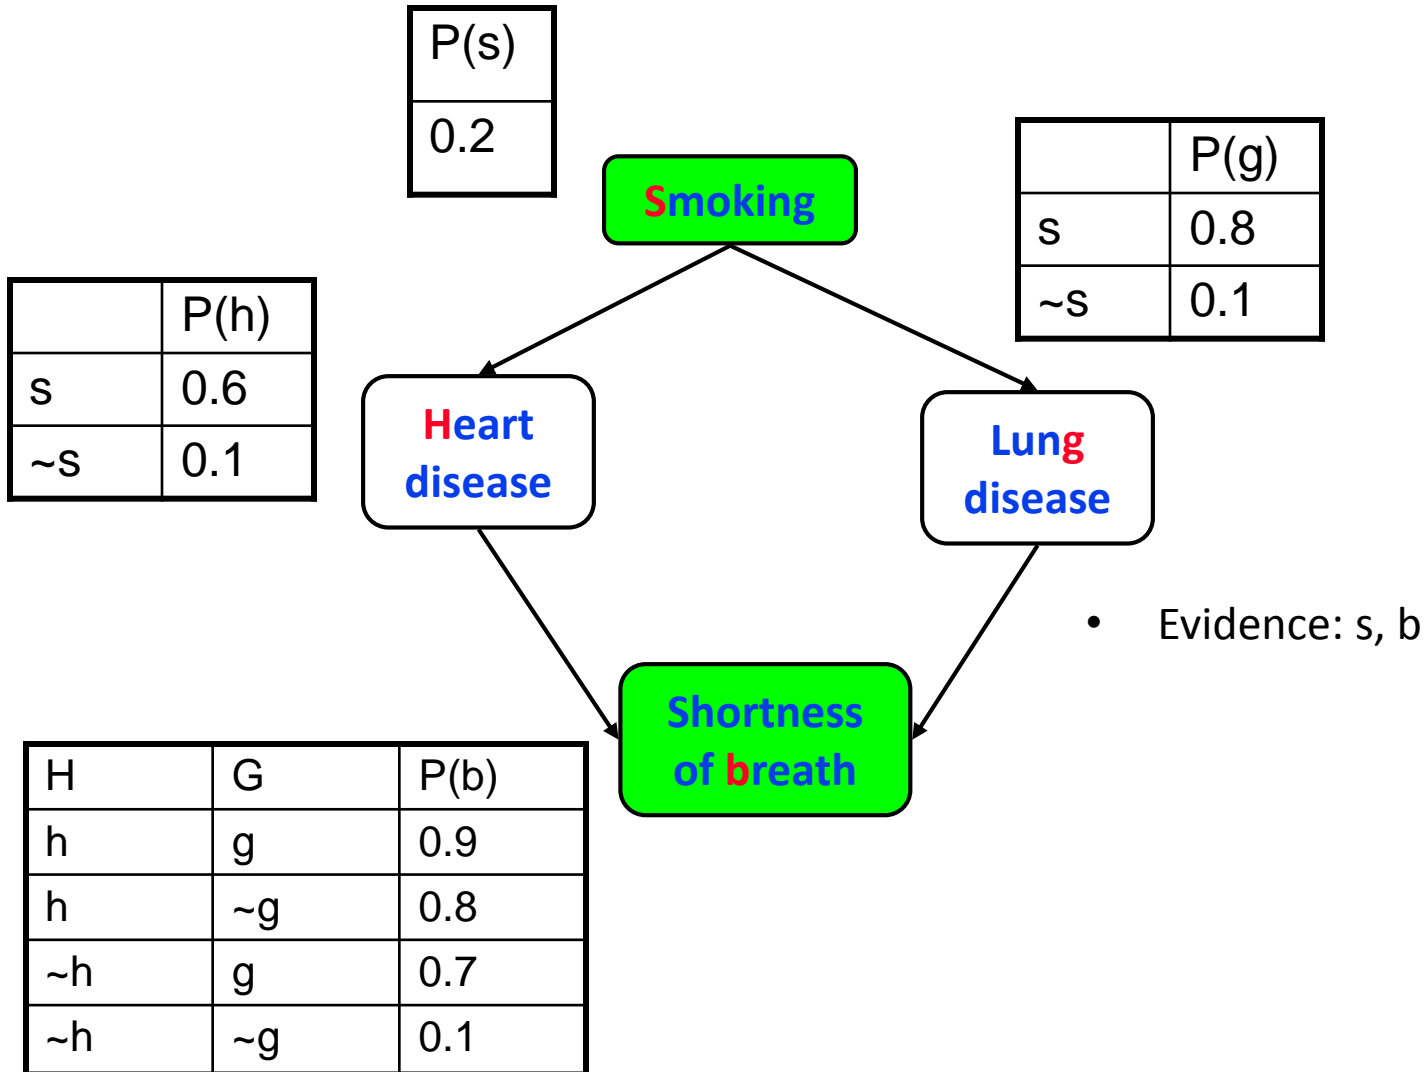 P(s)
0.2
Smoking
P(g)
s 0.8
~s 0.1
P(h)
s 0.6
~s 0.1
Heart
disease
Lung
disease
• Evidence: s, b
Shortness
of breath
H G P(b)
h g 0.9
h ~g 0.8
~h g 0.7
~h ~g 0.1